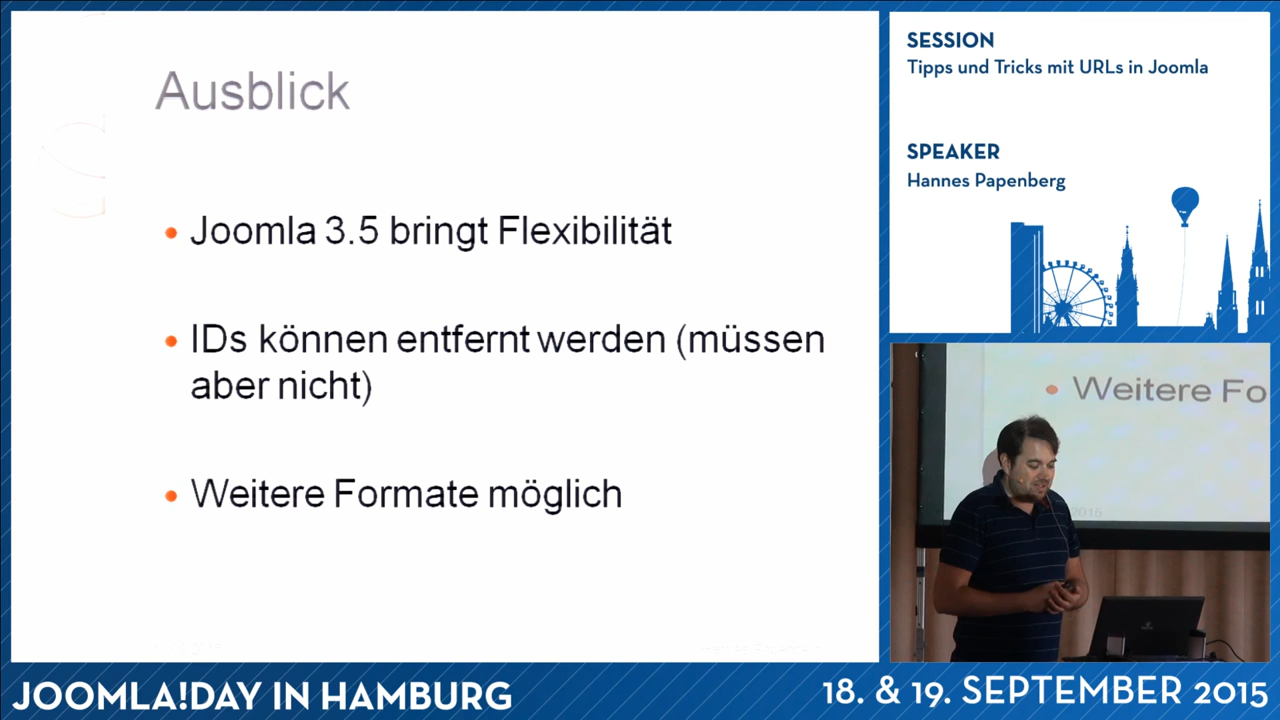 Ausblick
Joomla 3.5 bringt Flexibilität
IDs können entfernt werden (müssen
aber nicht)
Weitere Formate möglich
SESSION
Tipps und Tricks mit URLs in Joomla
SPEAKER
Hannes Papenberg
Weitere Fo
2015
JOOMLA!DAY IN HAMBURG
18. & 19. SEPTEMBER 2015